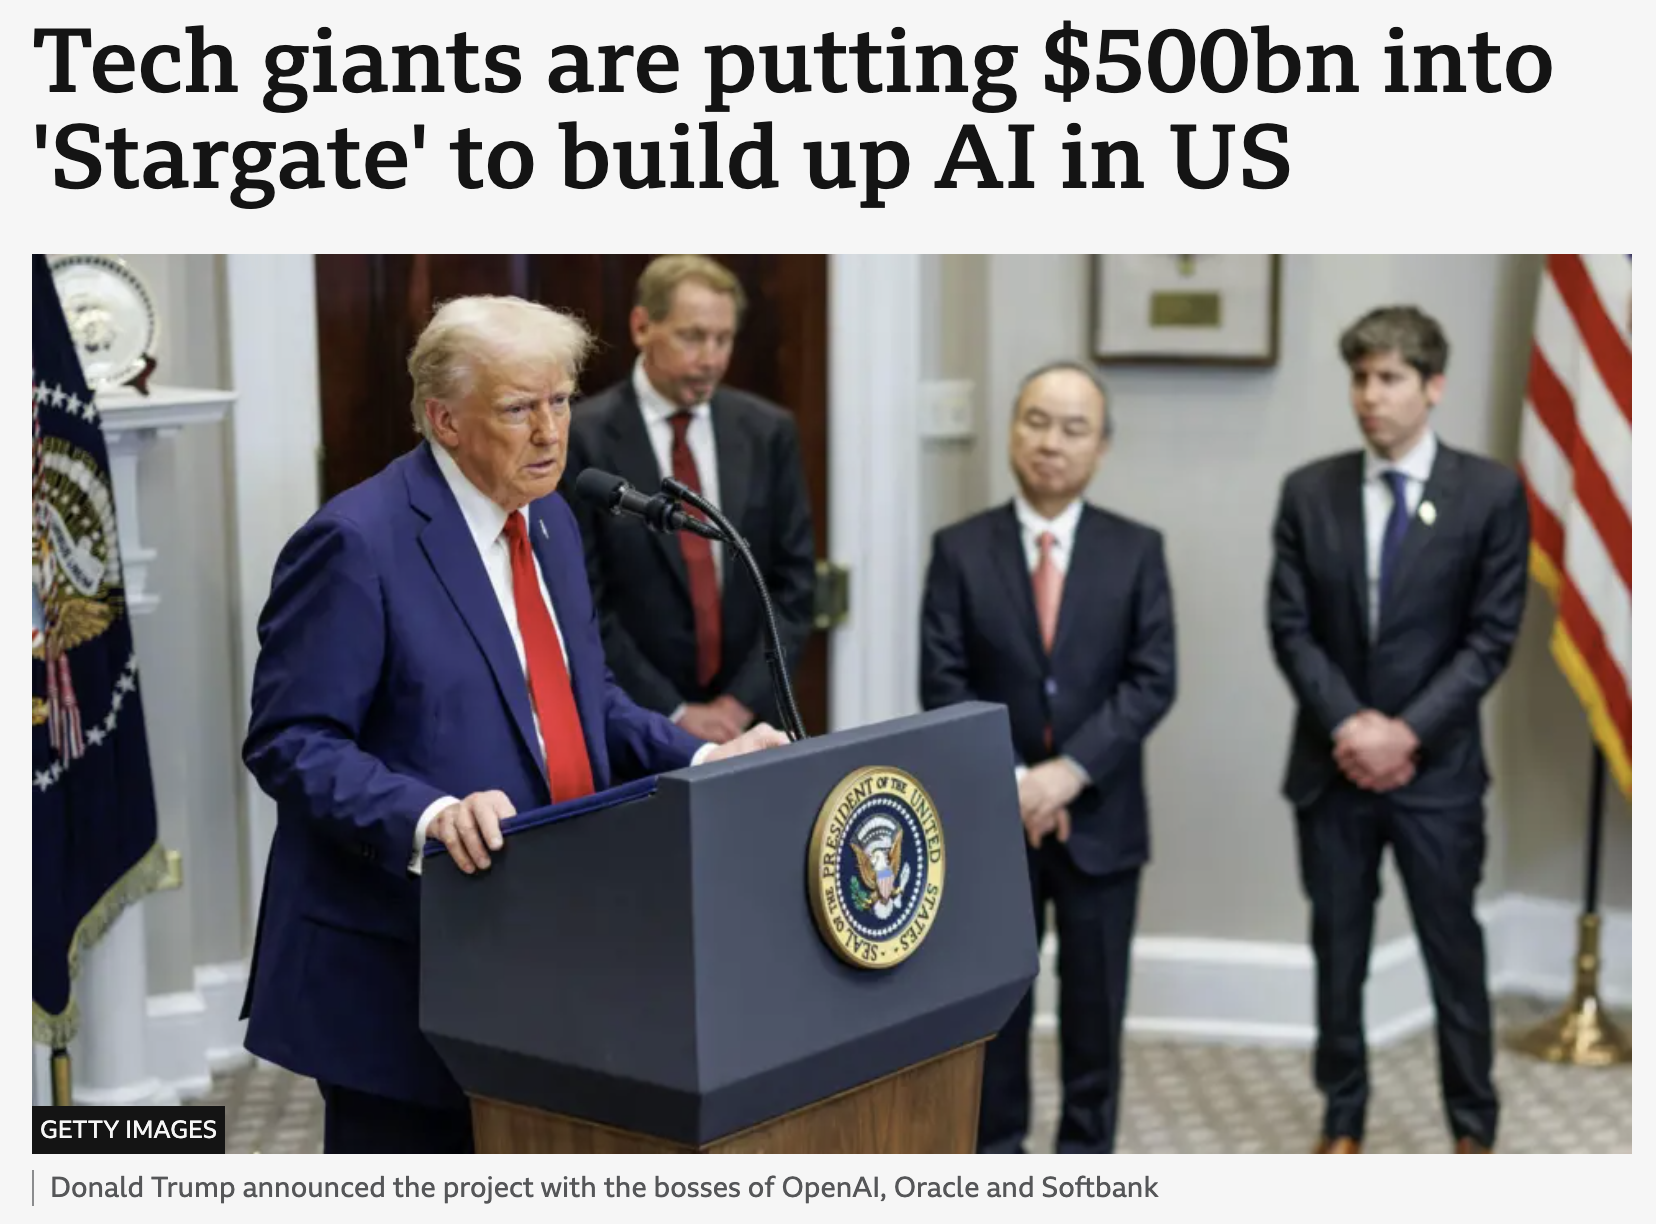 Tech giants are putting $500bn into
'Stargate' to build up AI in US
SEAL OF THE PRESIDENT OF THE UNITED STATES
GETTY IMAGES
Donald Trump announced the project with the bosses of OpenAI, Oracle and Softbank